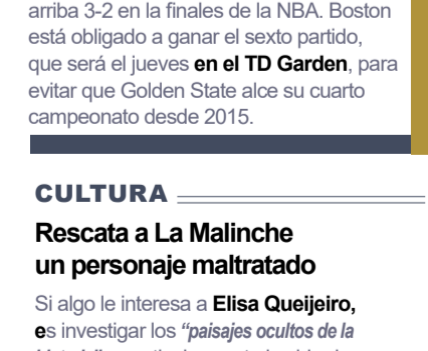 arriba 3-2 en la finales de la NBA. Boston
está obligado a ganar el sexto partido,
que será el jueves en el TD Garden, para
evitar que Golden State alce su cuarto
campeonato desde 2015.
CULTURA
Rescata a La Malinche
un personaje maltratado
Si algo le interesa a Elisa Queijeiro,
es investigar los “paisajes ocultos de la